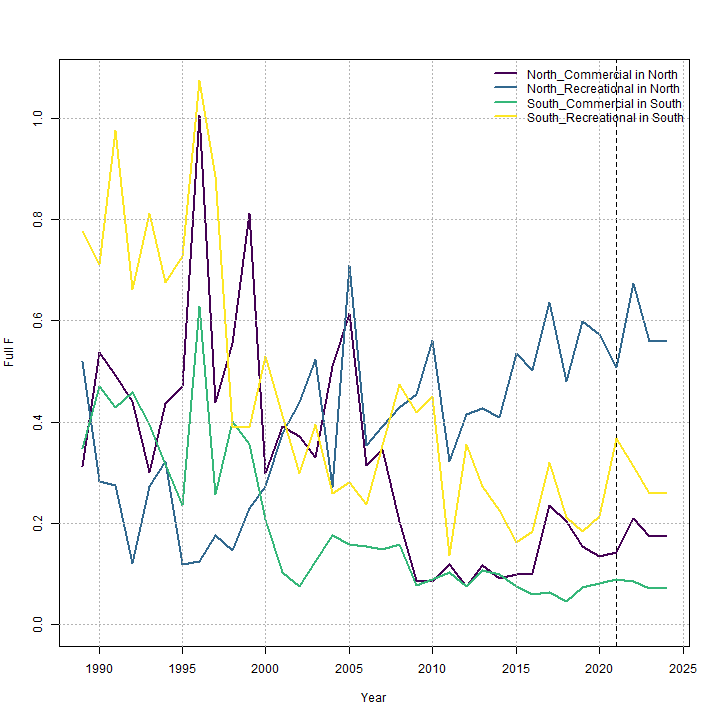 North_Commercial in North
North_Recreational in North
South_Commercial in South
South_Recreational in South
Full F
1.0
0.8
0.6
0.4
0.2
0.0
1990 1995 2000 2005 2010 2015 2020 2025
Year